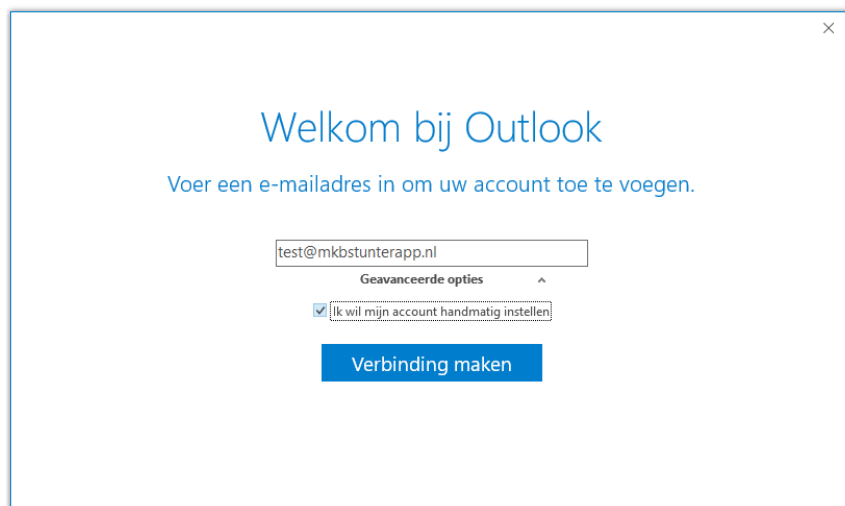 Welkom bij Outlook
Voer een e-mailadres in om uw account toe te voegen.
test@mkbstunterapp.nl
Geavanceerde opties
Ik wil mijn account handmatig instellen
Verbinding maken